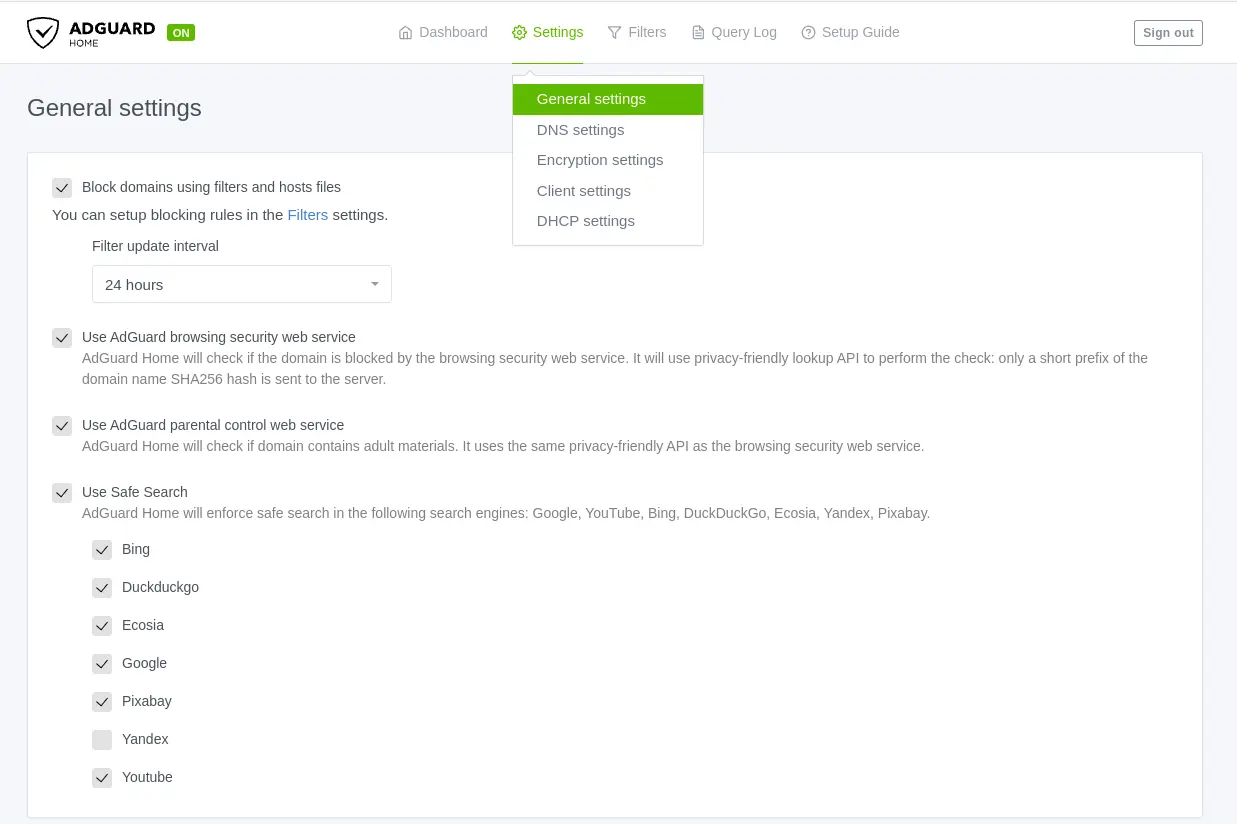 ADGUARD
HOME
ON
Dashboard
Settings
Filters
Query Log
Setup Guide
Sign out
General settings
DNS settings
Encryption settings
Client settings
DHCP settings
General settings
Block domains using filters and hosts files
You can setup blocking rules in the Filters settings.
Filter update interval
24 hours
Use AdGuard browsing security web service
AdGuard Home will check if the domain is blocked by the browsing security web service. It will use privacy-friendly lookup API to perform the check: only a short prefix of the
domain name SHA256 hash is sent to the server.
Use AdGuard parental control web service
AdGuard Home will check if domain contains adult materials. It uses the same privacy-friendly API as the browsing security web service.
Use Safe Search
AdGuard Home will enforce safe search in the following search engines: Google, YouTube, Bing, DuckDuckGo, Ecosia, Yandex, Pixabay.
Bing
Duckduckgo
Ecosia
Google
Pixabay
Yandex
Youtube